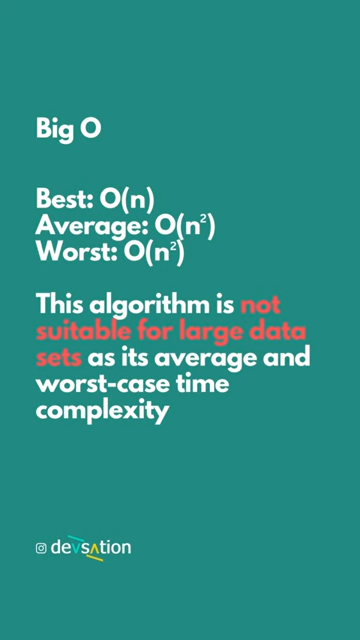 Big O
Best: O(n)
Average: O(n²)
Worst: O(n²)
This algorithm is not
suitable for large data
sets as its average and
worst-case time
complexity
devsation